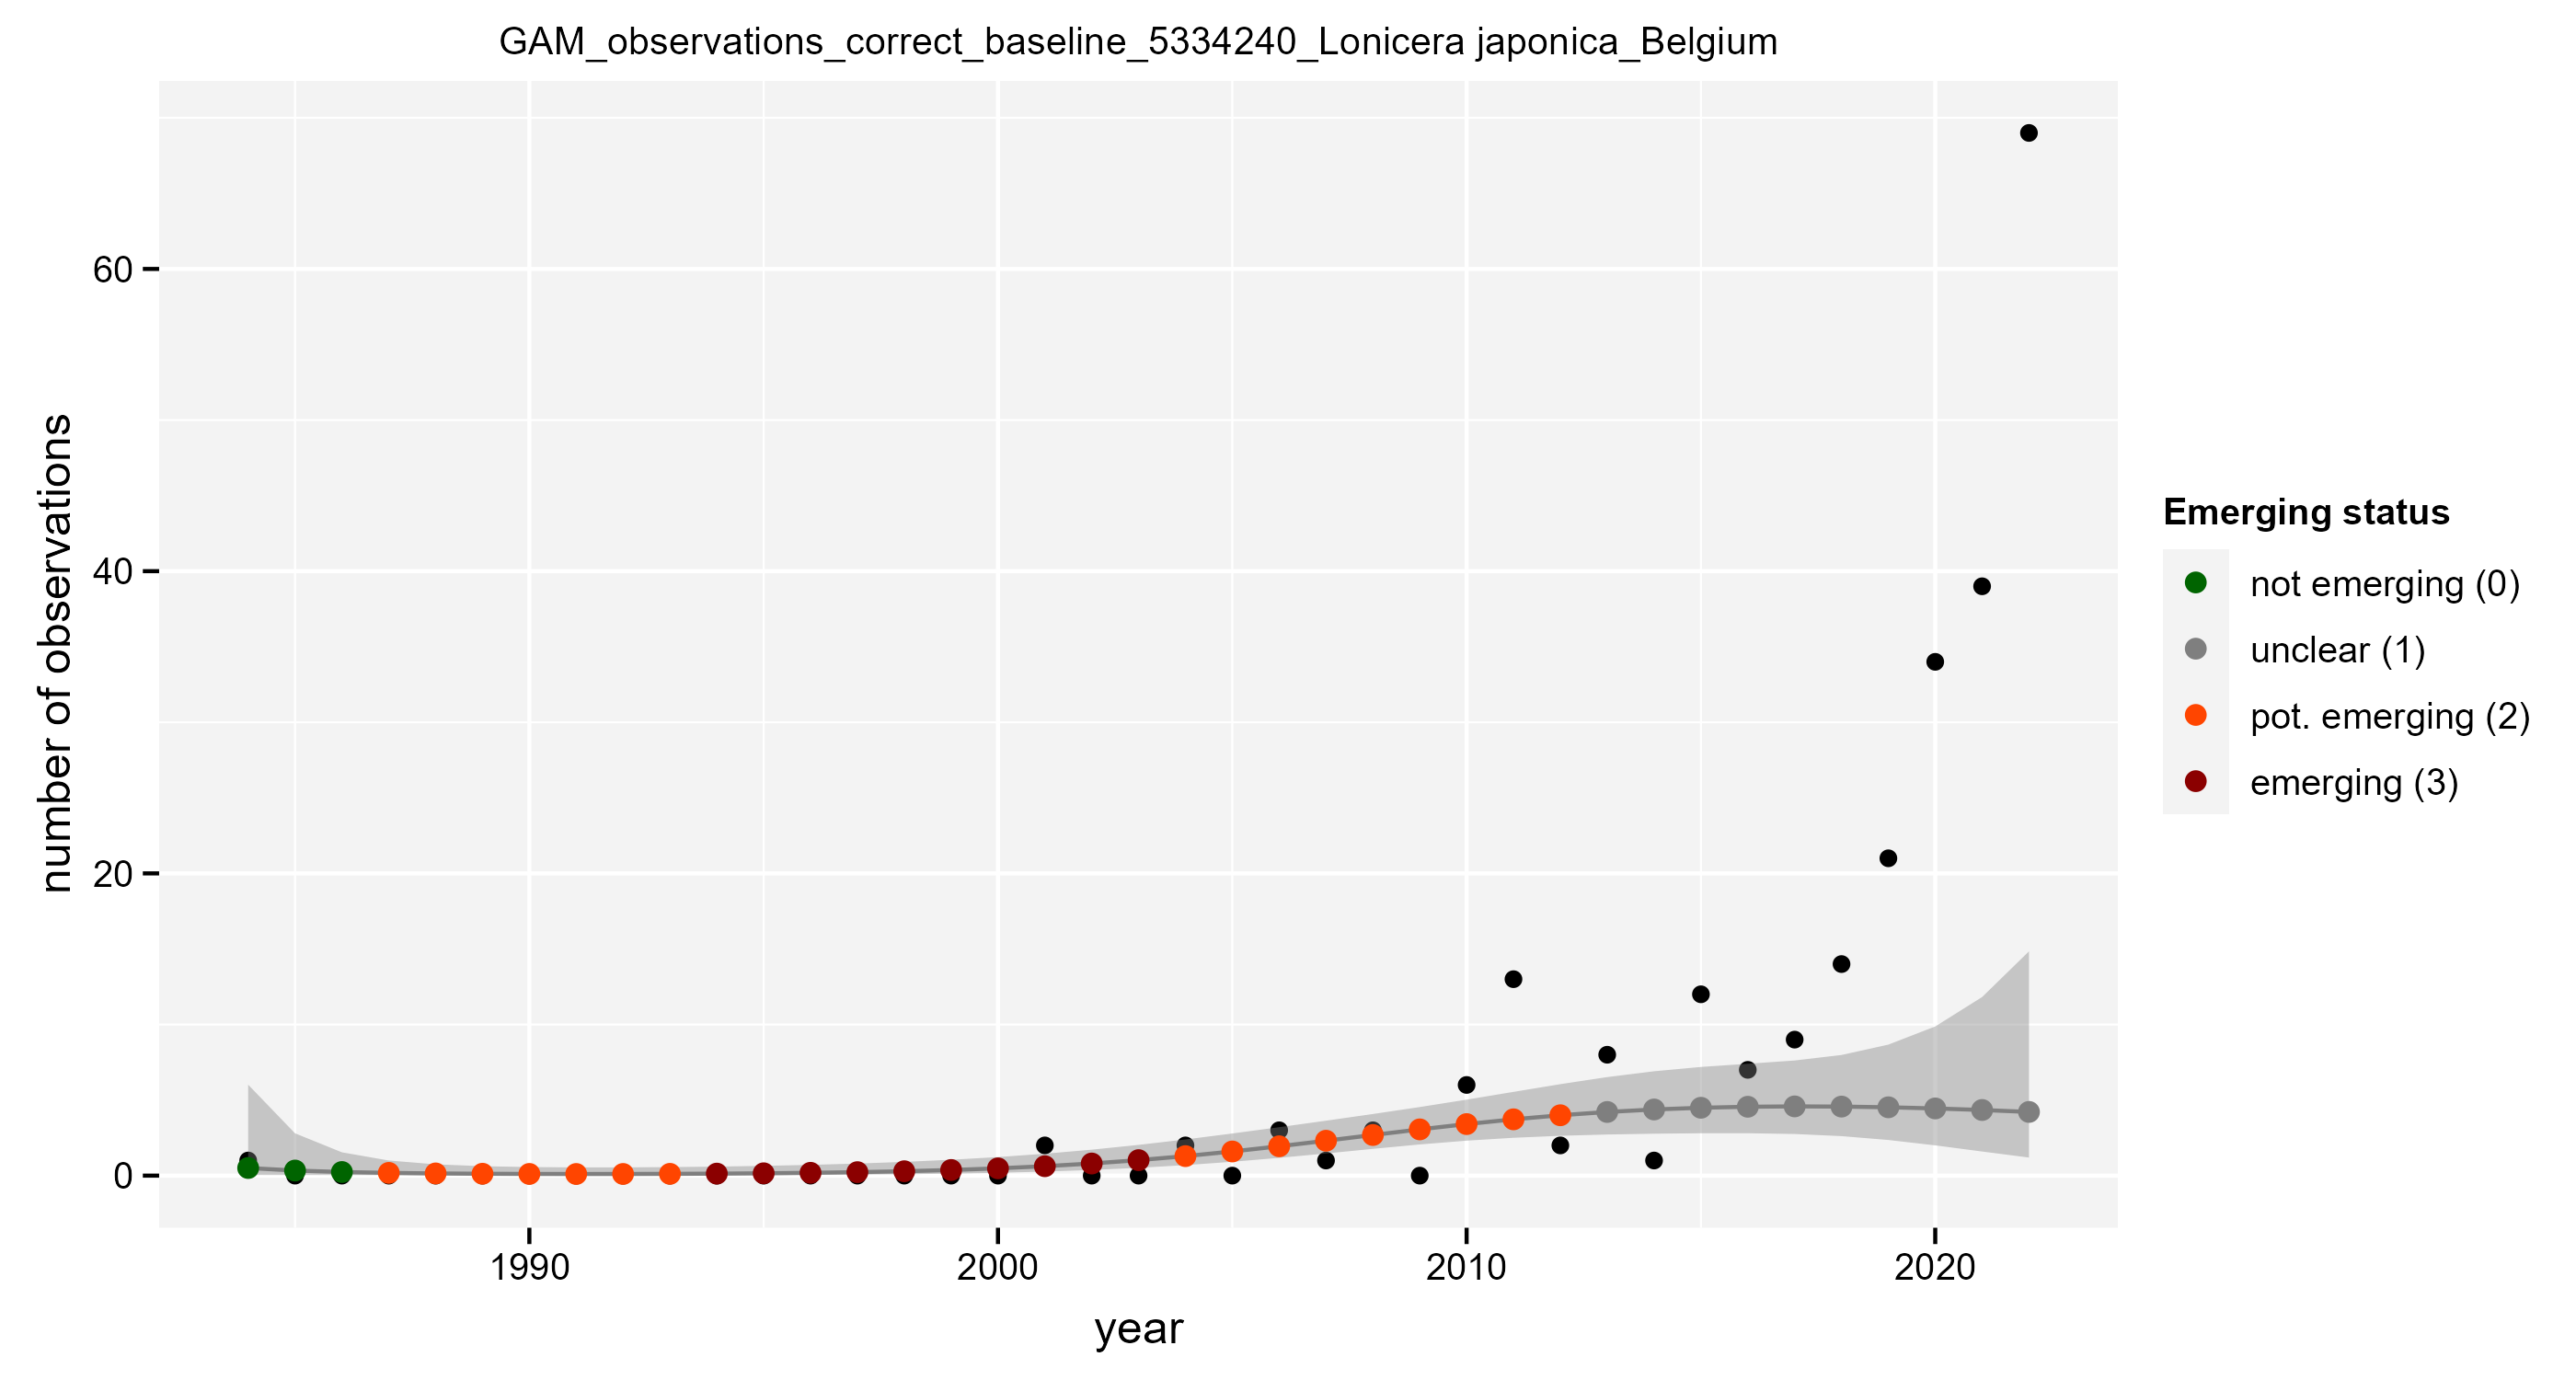 GAM_observations_correct_baseline_5334240_Lonicera japonica_Belgium
number of observations
60
40
20
0
1990
2000
2010
2020
year
Emerging status
not emerging (0)
unclear (1)
pot. emerging (2)
emerging (3)